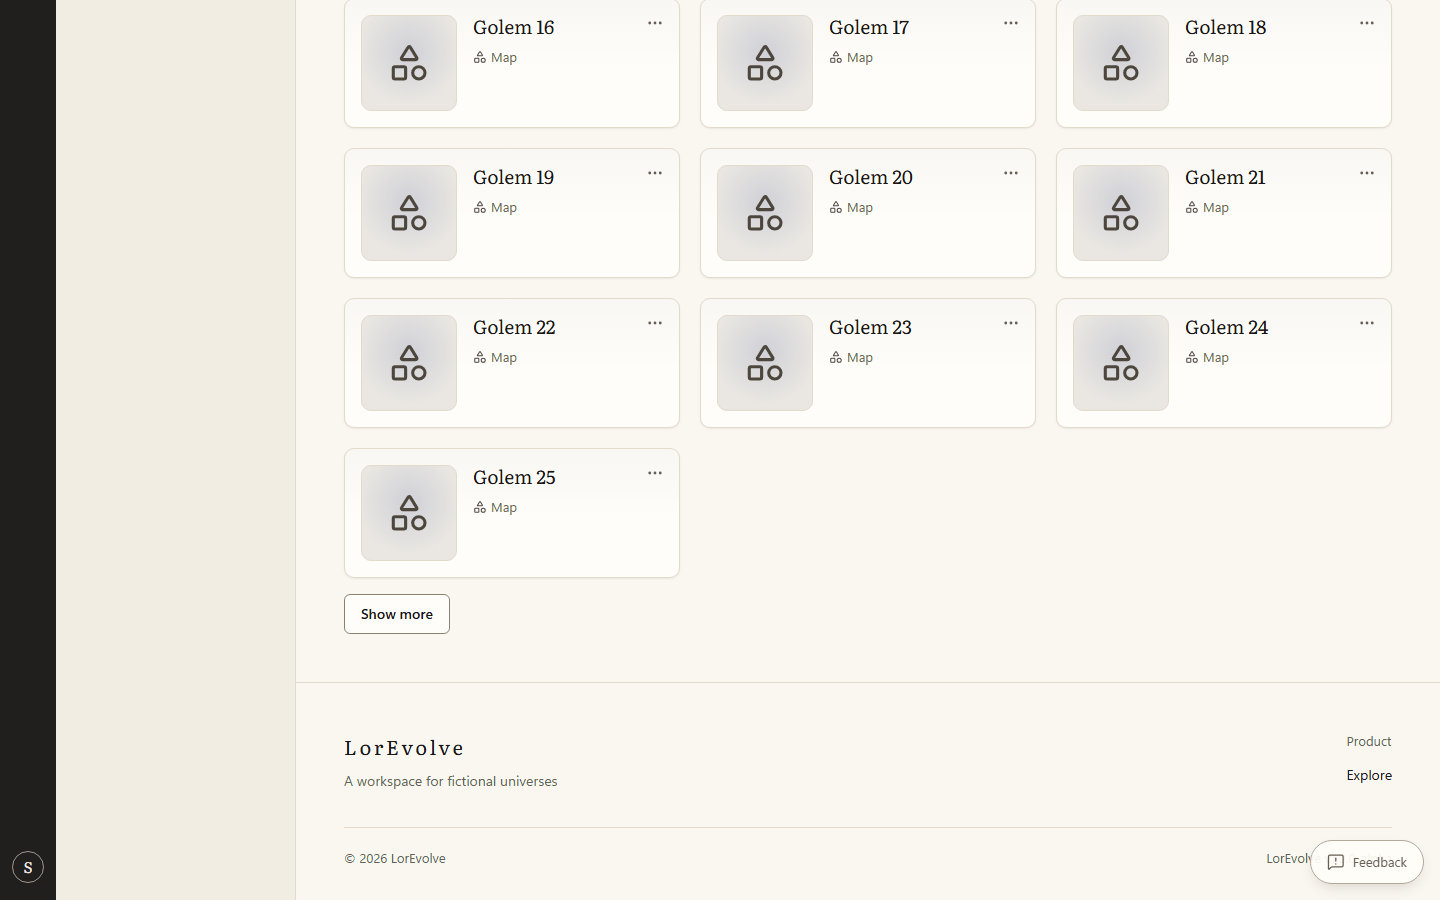 Golem 16
Map
Golem 17
Map
Golem 18
Map
Golem 19
Map
Golem 20
Map
Golem 21
Map
Golem 22
Map
Golem 23
Map
Golem 24
Map
Golem 25
Map
Show more
LorEvolve
A workspace for fictional universes
Product
Explore
© 2026 LorEvolve
Feedback
S